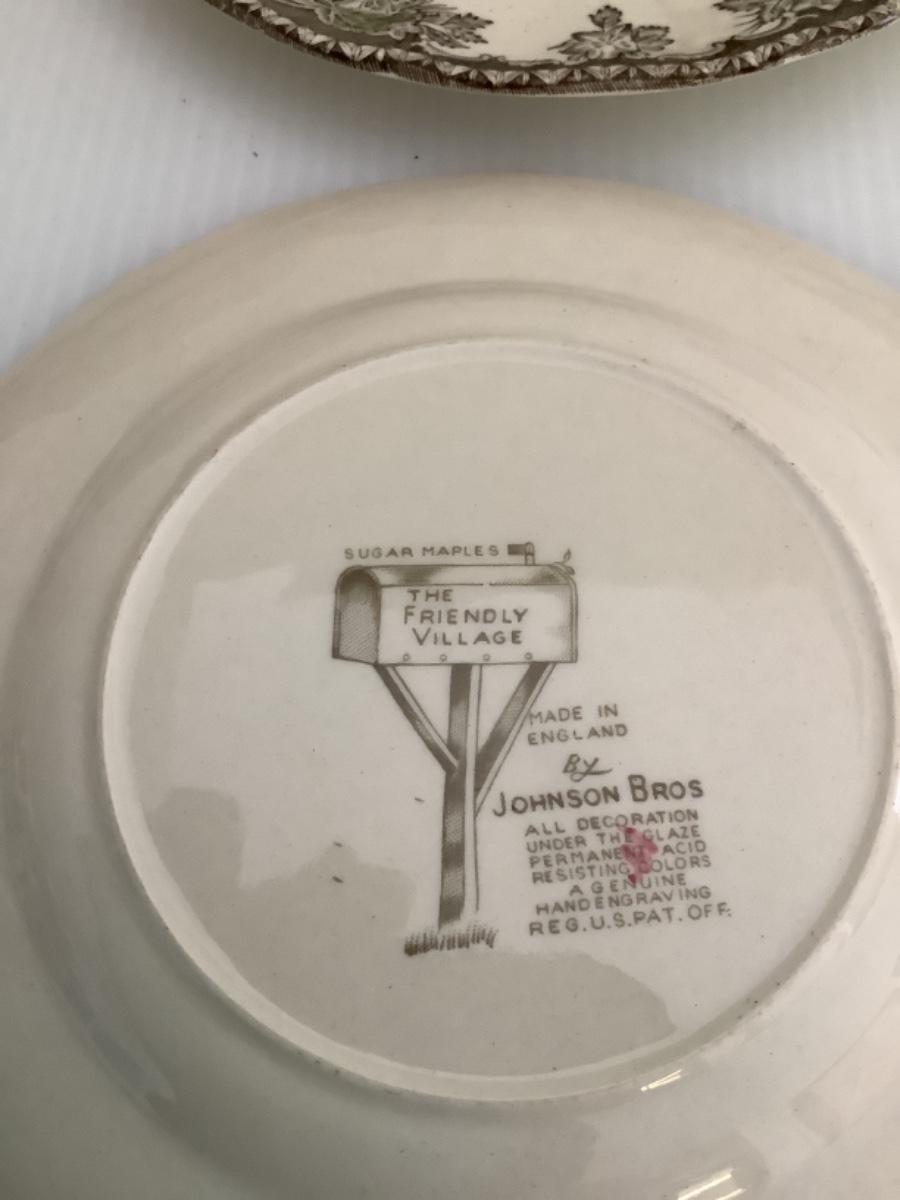 SUGAR MAPLES
THE
FRIENDLY
VILLAGE
MADE IN
ENGLAND
By
JOHNSON BROS
ALL DECORATION
UNDER THE GLAZE
PERMANENT ACID
RESISTING COLORS
A GENUINE
HANDENGRAVING
REG.U.S.PAT.OFF.